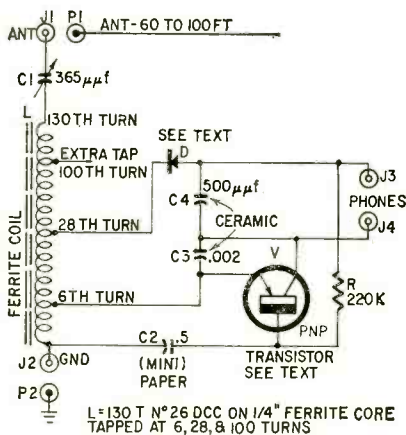 J1 P1 ANT-60 TO 100FT
ANT
C1 365µµf
L
130TH TURN
EXTRA TAP
100TH TURN
SEE TEXT
D
J3
500µµf
C4
PHONES
CERAMIC
J4
28TH TURN
C3 .002
V
FERRITE COIL
6TH TURN
R
220K
PNP
C2 .5
J2 GND
(MINI)
PAPER
TRANSISTOR
SEE TEXT
P2
L=130 T Nº26 DCC ON 1/4" FERRITE CORE
TAPPED AT 6, 28, & 100 TURNS